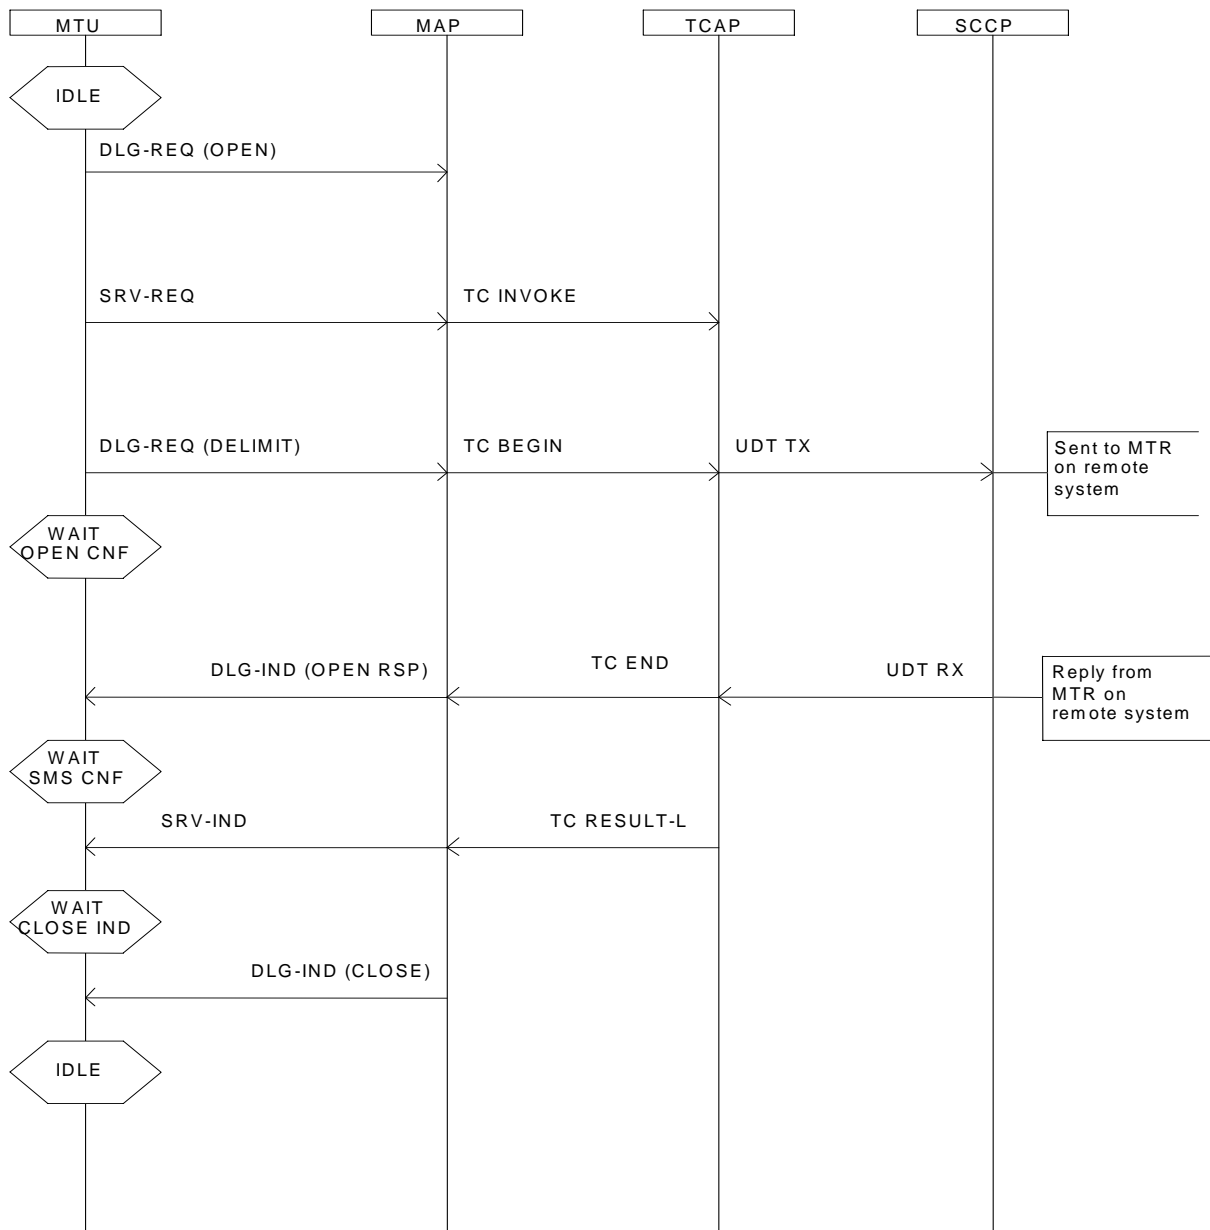 MTU
MAP
TCAP
SCCP
IDLE
DLG-REQ (OPEN)
SRV-REQ
TC INVOKE
DLG-REQ (DELIMIT)
TC BEGIN
UDT TX
Sent to MTR
on remote
system
WAIT
OPEN CNF
DLG-IND (OPEN RSP)
TC END
UDT RX
Reply from
MTR on
remote system
WAIT
SMS CNF
SRV-IND
TC RESULT-L
WAIT
CLOSE IND
DLG-IND (CLOSE)
IDLE